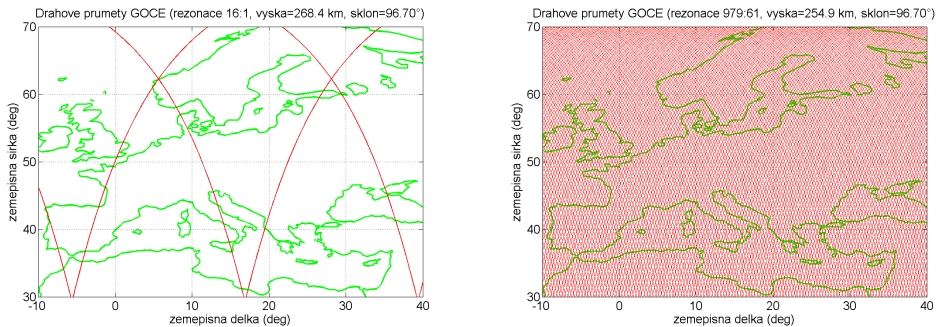 Drahove prumety GOCE (rezonace 16:1, vyska=268.4 km, sklon=96.70°)
70
60
50
40
30
zemepisna sirka (deg)
-10 0 10 20 30 40
zemepisna delka (deg)
Drahove prumety GOCE (rezonace 979:61, vyska=254.9 km, sklon=96.70°)
70
60
50
40
30
zemepisna sirka (deg)
-10 0 10 20 30 40
zemepisna delka (deg)